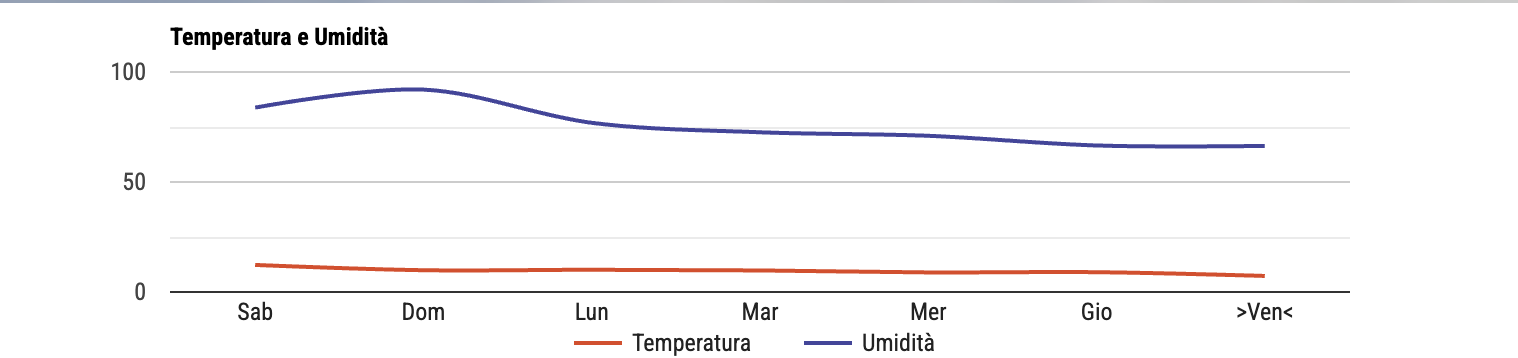 Temperatura e Umidità
100
50
0
Sab Dom Lun Mar Mer Gio >Ven<
Temperatura Umidità